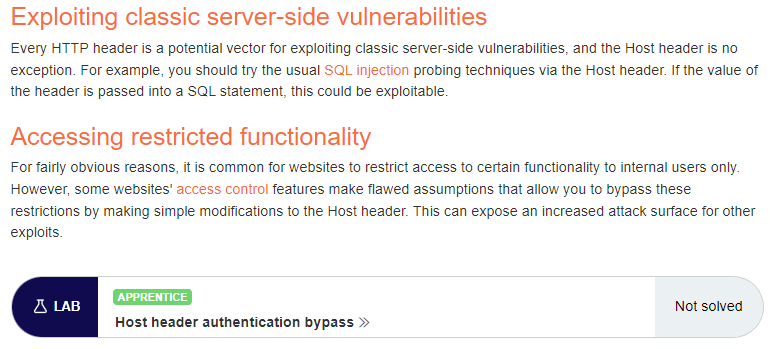 Exploiting classic server-side vulnerabilities
Every HTTP header is a potential vector for exploiting classic server-side vulnerabilities, and the Host header is no
exception. For example, you should try the usual SQL injection probing techniques via the Host header. If the value of
the header is passed into a SQL statement, this could be exploitable.
Accessing restricted functionality
For fairly obvious reasons, it is common for websites to restrict access to certain functionality to internal users only.
However, some websites' access control features make flawed assumptions that allow you to bypass these
restrictions by making simple modifications to the Host header. This can expose an increased attack surface for other
exploits.
LAB
APPRENTICE
Host header authentication bypass
Not solved